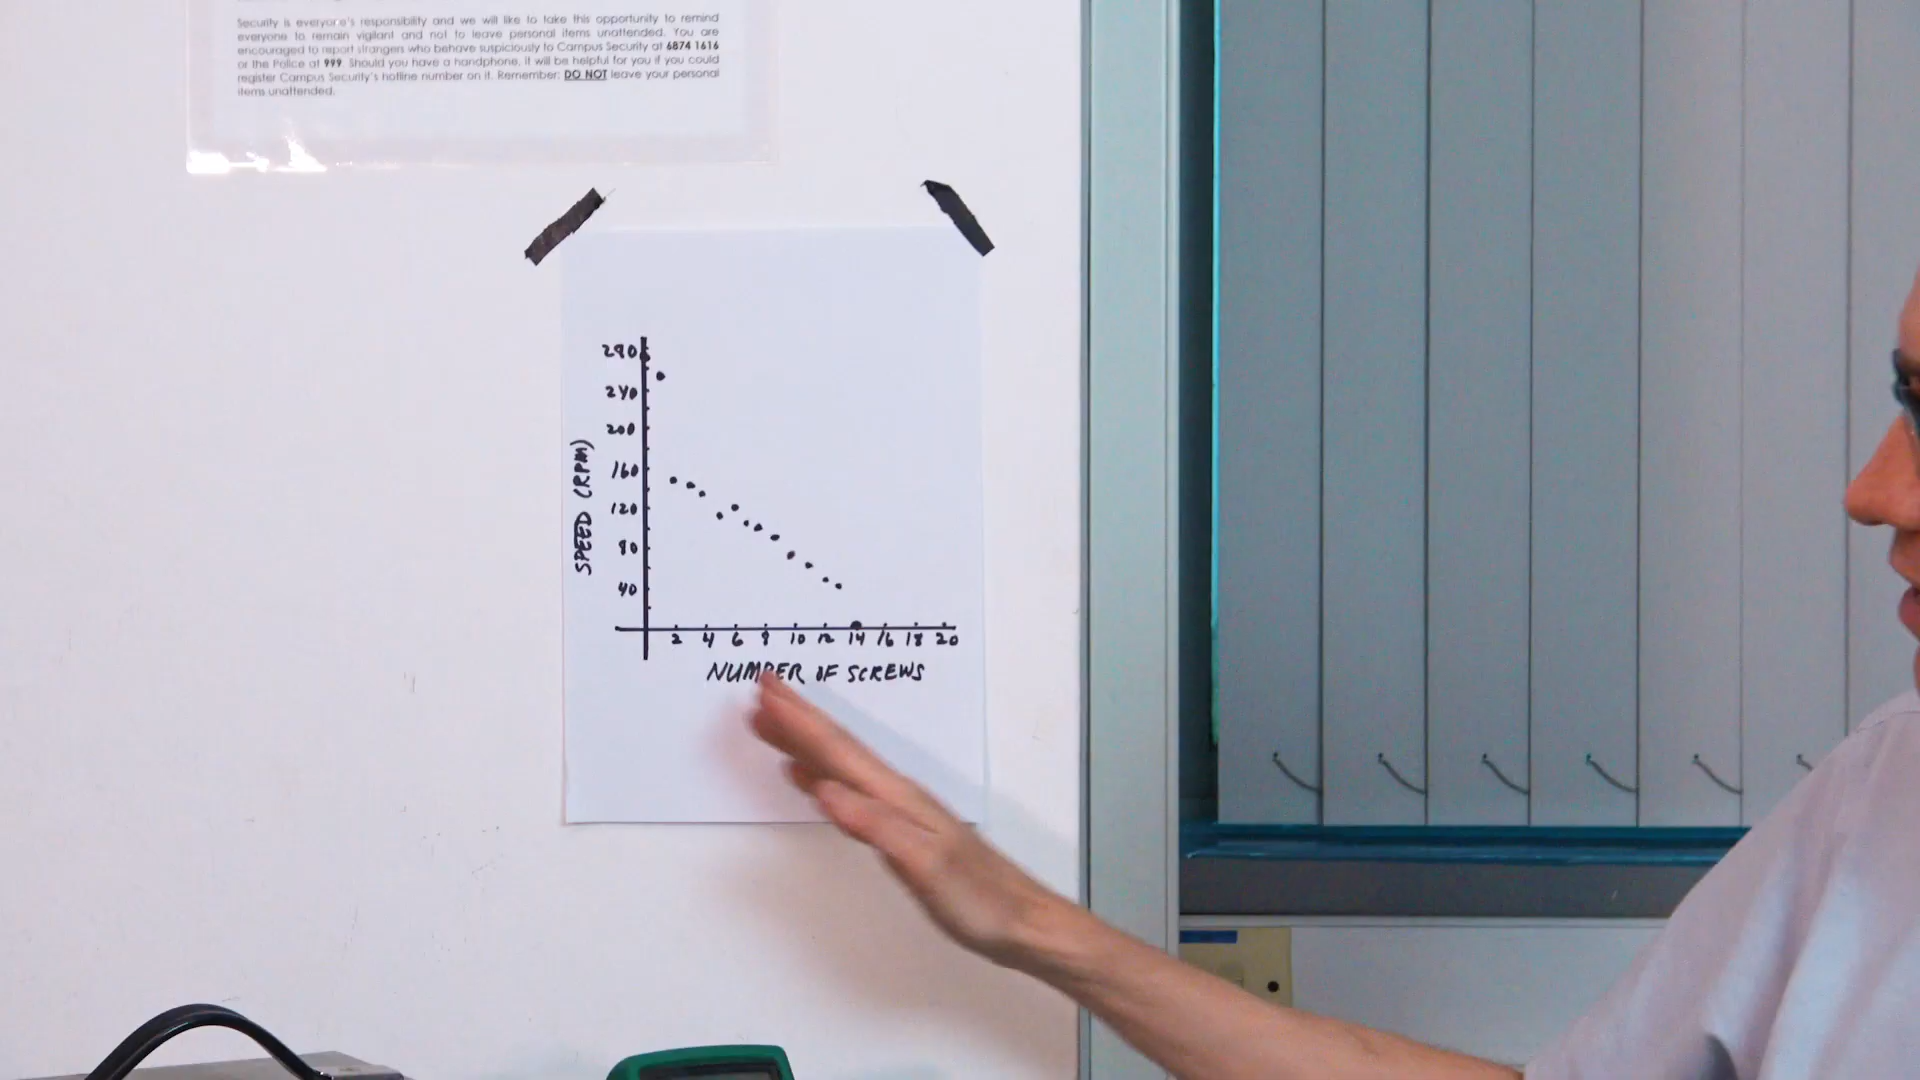 Security is everyone's responsibility and we will like to take this opportunity to remind
everyone to remain vigilant and not to leave personal items unattended. You are
encouraged to report strangers who behave suspiciously to Campus Security at 6874 1616
or the Police at 999. Should you have a handphone, it will be helpful for you if you could
register Campus Security's hotline number on it. Remember: DO NOT leave your personal
items unattended.
280
240
200
160
120
80
40
SPEED (RPM)
2 4 6 8 10 12 14 16 18 20
NUMBER OF SCREWS